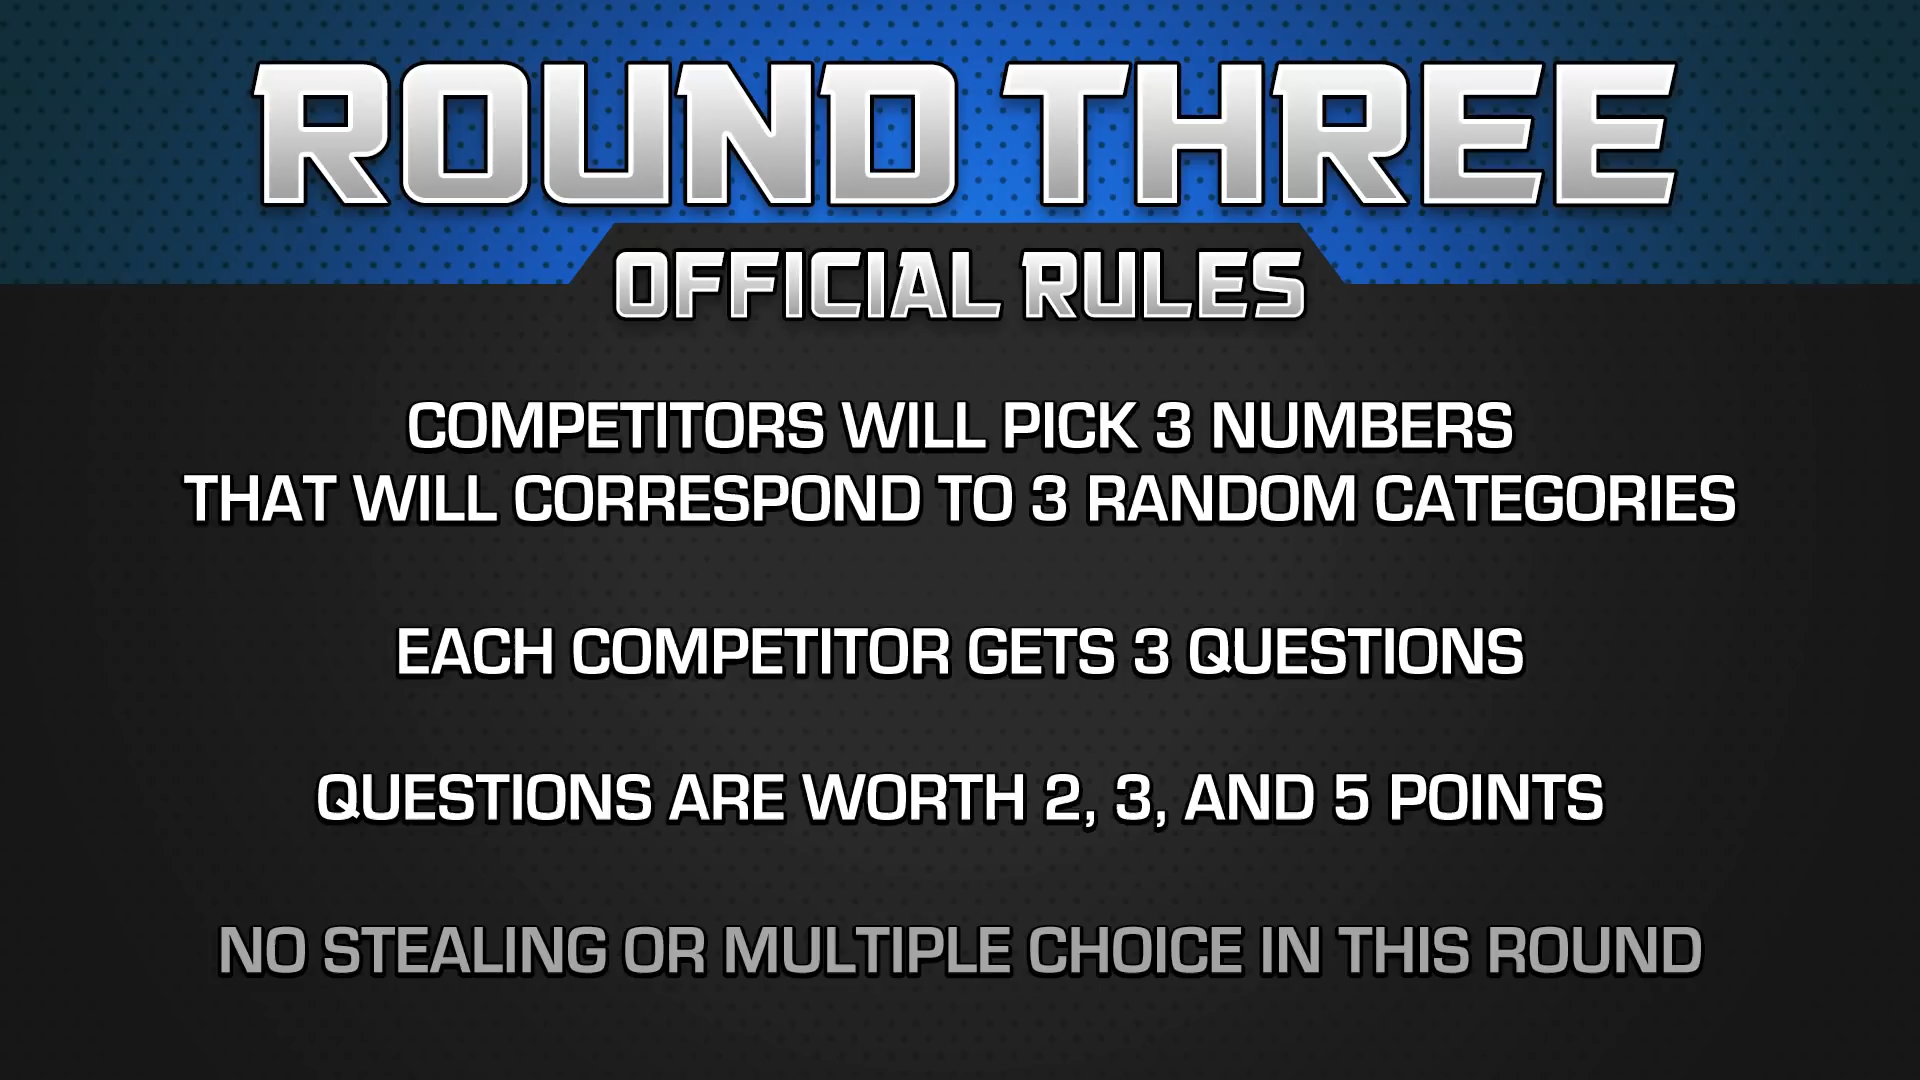 ROUND THREE
OFFICIAL RULES
COMPETITORS WILL PICK 3 NUMBERS
THAT WILL CORRESPOND TO 3 RANDOM CATEGORIES
EACH COMPETITOR GETS 3 QUESTIONS
QUESTIONS ARE WORTH 2, 3, AND 5 POINTS
NO STEALING OR MULTIPLE CHOICE IN THIS ROUND